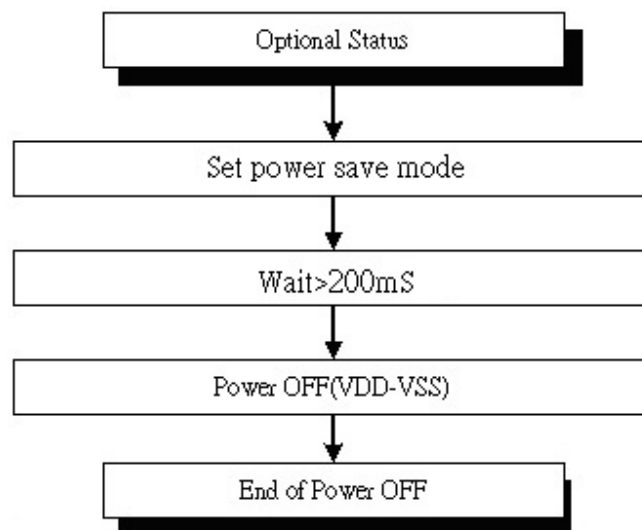 Optional Status
Set power save mode
Wait>200mS
Power OFF(VDD-VSS)
End of Power OFF